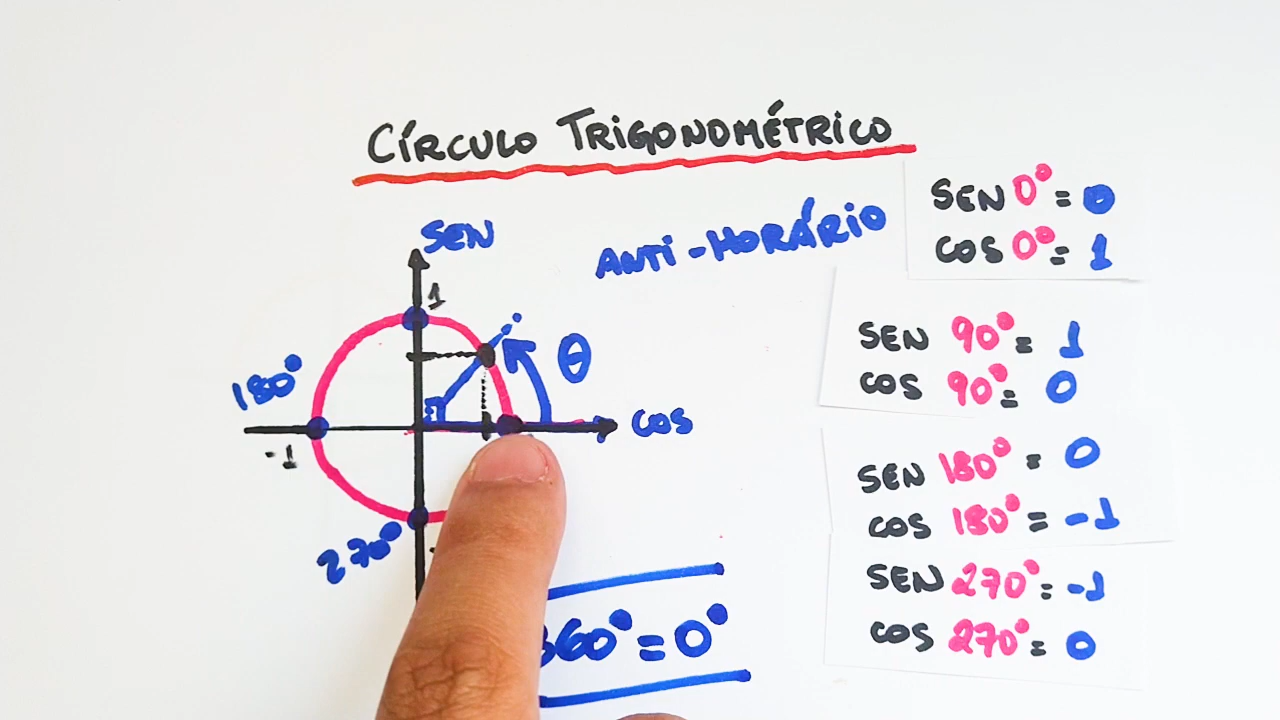 CÍRCULO TRIGONOMÉTRICO
SEN
ANTI-HORÁRIO
1
180°
θ
COS
-1
270°
360° = 0°
SEN 0° = 0
COS 0° = 1
SEN 90° = 1
COS 90° = 0
SEN 180° = 0
COS 180° = -1
SEN 270° = -1
COS 270° = 0